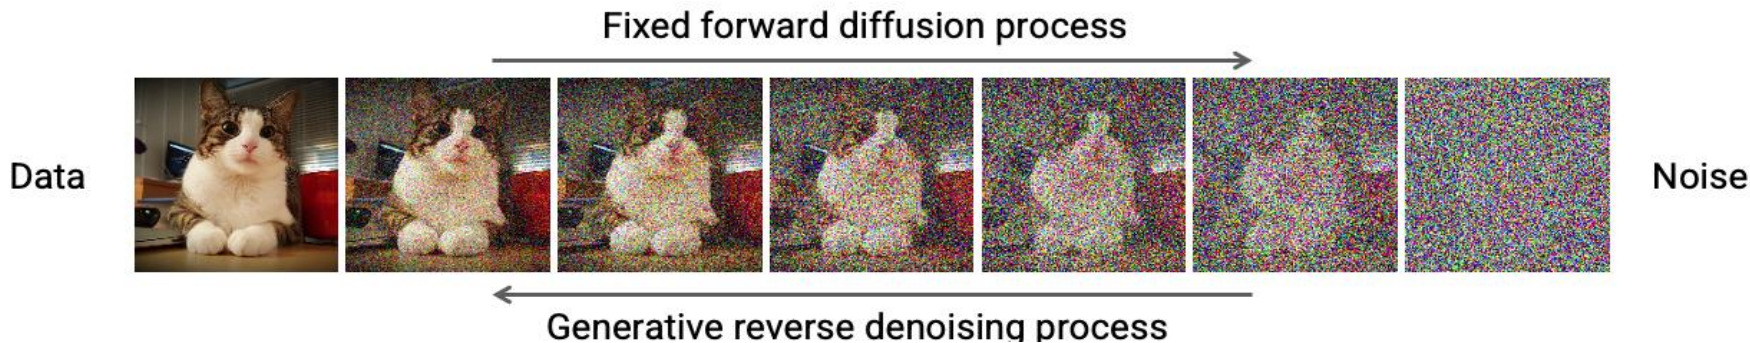 Fixed forward diffusion process
Data
Noise
Generative reverse denoising process